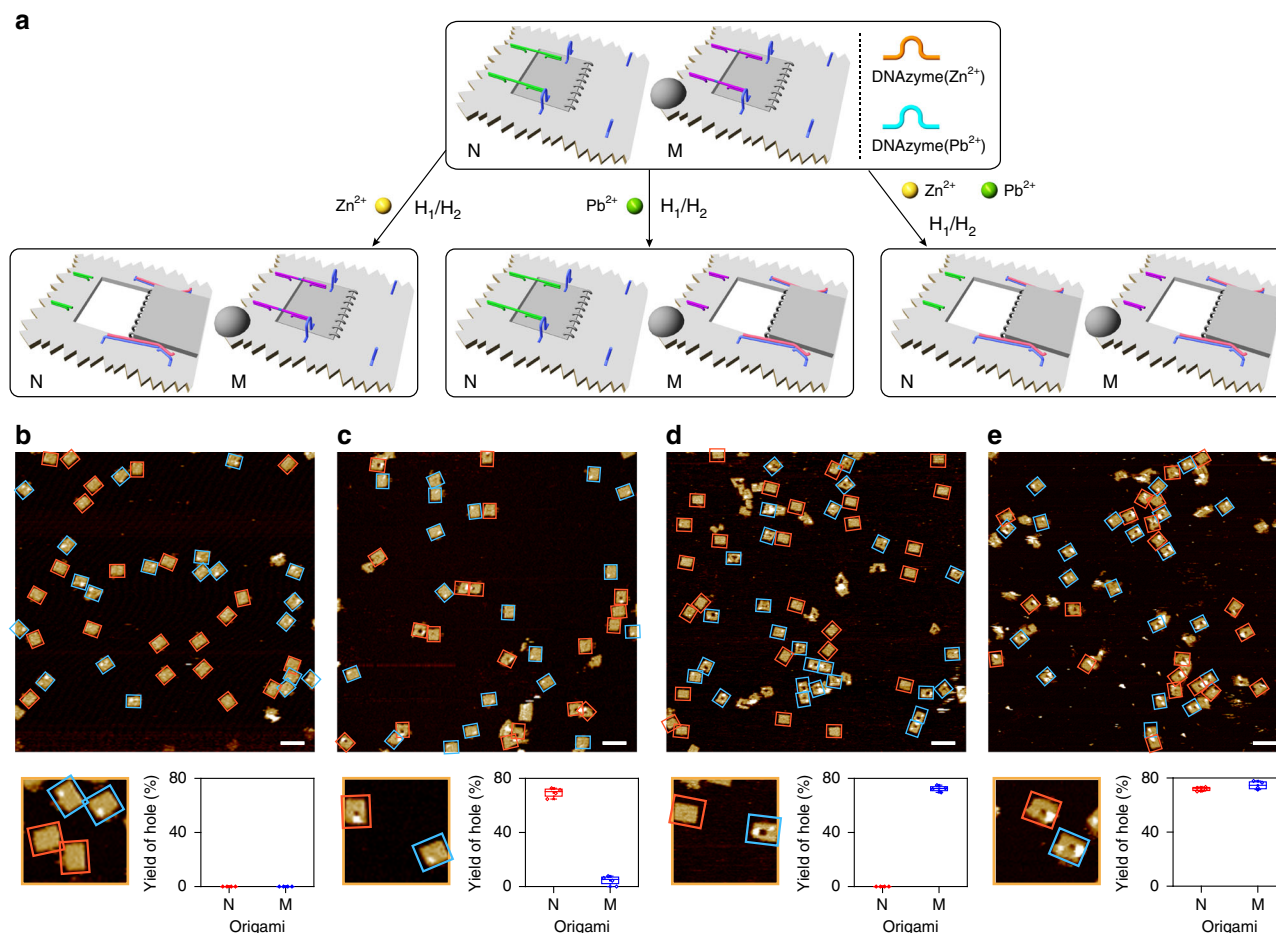 a
N
M
DNAzyme(Zn²⁺)
DNAzyme(Pb²⁺)
Zn²⁺
H₁/H₂
Pb²⁺
H₁/H₂
Zn²⁺ Pb²⁺
H₁/H₂
N
M
N
M
N
M
b
c
d
e
Yield of hole (%)
80
40
0
N M
Origami
Yield of hole (%)
80
40
0
N M
Origami
Yield of hole (%)
80
40
0
N M
Origami
Yield of hole (%)
80
40
0
N M
Origami